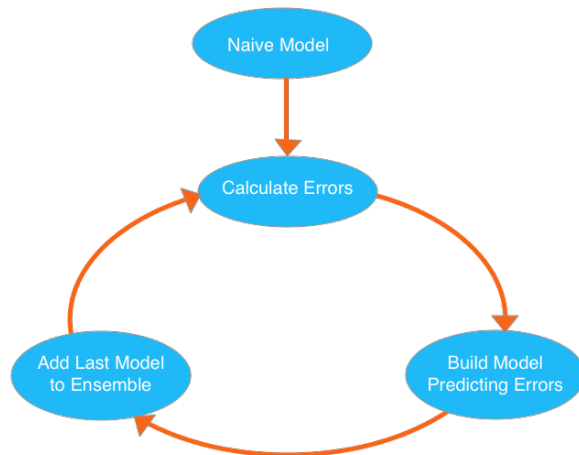 Naive Model
Calculate Errors
Add Last Model
to Ensemble
Build Model
Predicting Errors